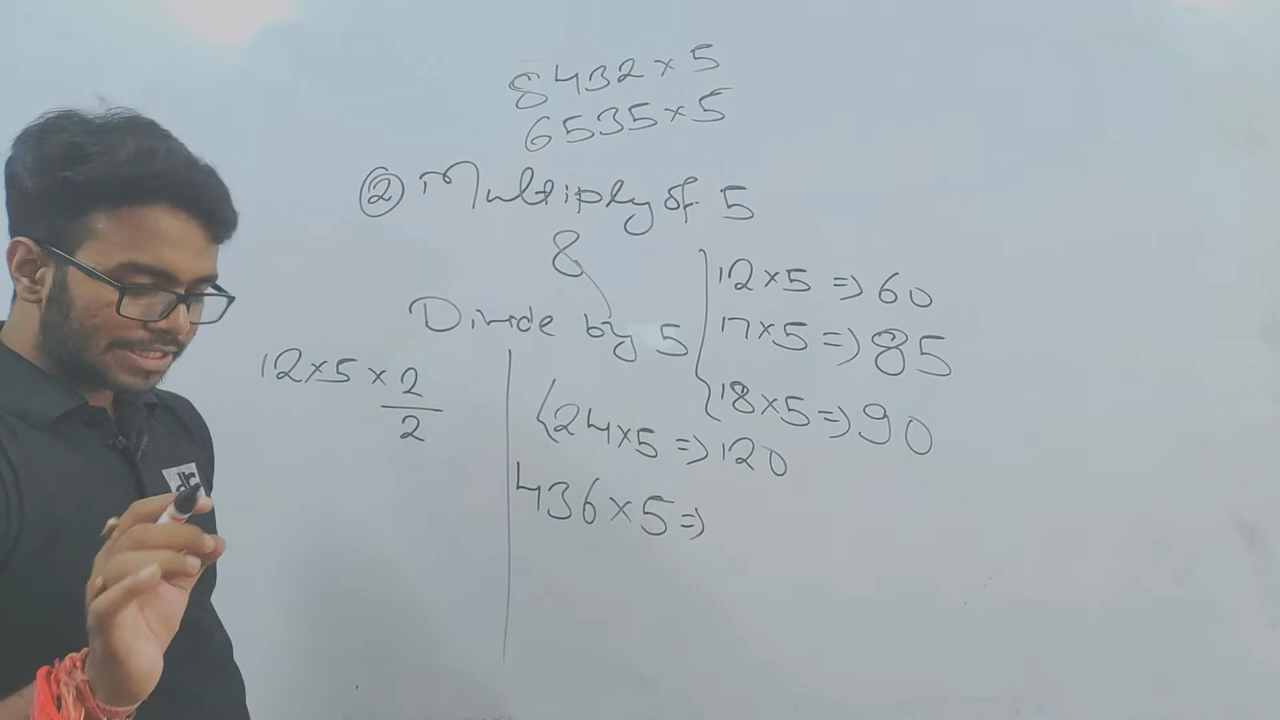 8432×5
6535×5
② Multiply of 5
&
Divide by 5
12×5 => 60
17×5 => 85
18×5 => 90
12×5×2/2
24×5 => 120
436×5 =>